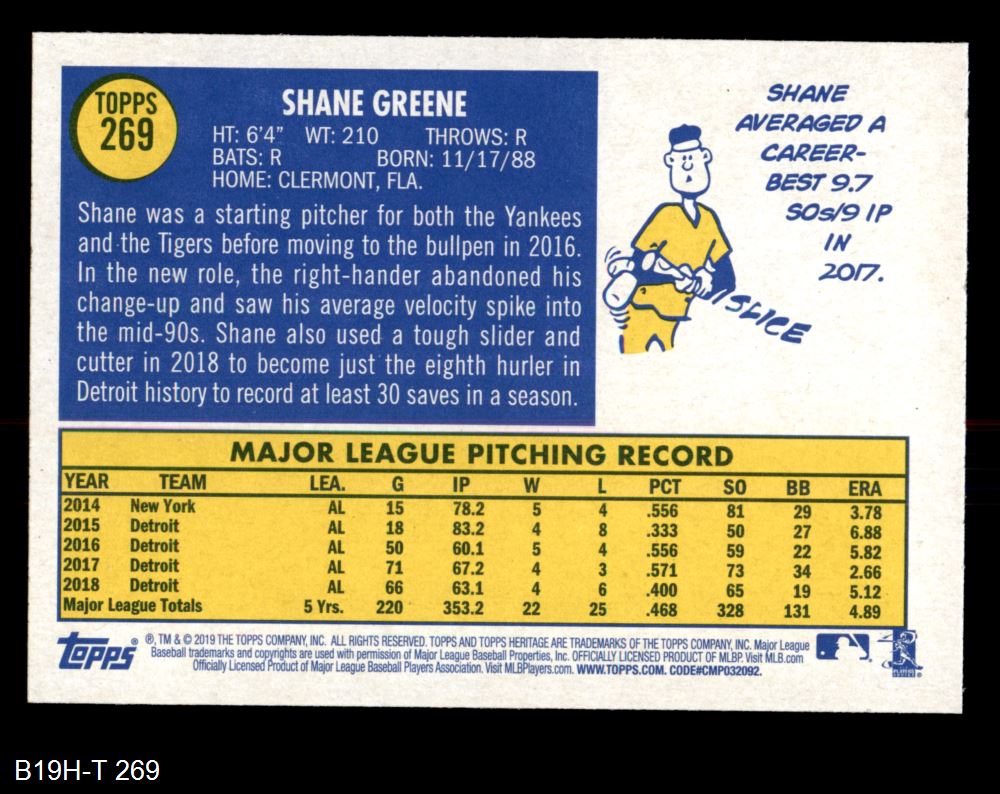 TOPPS
269
SHANE GREENE
HT: 6'4" WT: 210 THROWS: R
BATS: R BORN: 11/17/88
HOME: CLERMONT, FLA.
Shane was a starting pitcher for both the Yankees
and the Tigers before moving to the bullpen in 2016.
In the new role, the right-hander abandoned his
change-up and saw his average velocity spike into
the mid-90s. Shane also used a tough slider and
cutter in 2018 to become just the eighth hurler in
Detroit history to record at least 30 saves in a season.
SHANE
AVERAGED A
CAREER-
BEST 9.7
SOs/9 IP
IN
2017.
SLICE
MAJOR LEAGUE PITCHING RECORD
YEAR TEAM LEA. G IP W L PCT SO BB ERA
2014 New York AL 15 78.2 5 4 .556 81 29 3.78
2015 Detroit AL 18 83.2 4 8 .333 50 27 6.88
2016 Detroit AL 50 60.1 5 4 .556 59 22 5.82
2017 Detroit AL 71 67.2 4 3 .571 73 34 2.66
2018 Detroit AL 66 63.1 4 6 .400 65 19 5.12
Major League Totals 5 Yrs. 220 353.2 22 25 .468 328 131 4.89
Topps ® ®, TM & © 2019 THE TOPPS COMPANY, INC. ALL RIGHTS RESERVED. TOPPS AND TOPPS HERITAGE ARE TRADEMARKS OF THE TOPPS COMPANY, INC. Major League
Baseball trademarks and copyrights are used with permission of Major League Baseball Properties, Inc. OFFICIALLY LICENSED PRODUCT OF MLBP. Visit MLB.com
Officially Licensed Product of Major League Baseball Players Association. Visit MLBPlayers.com. WWW.TOPPS.COM. CODE#CMP032092.
B19H-T 269